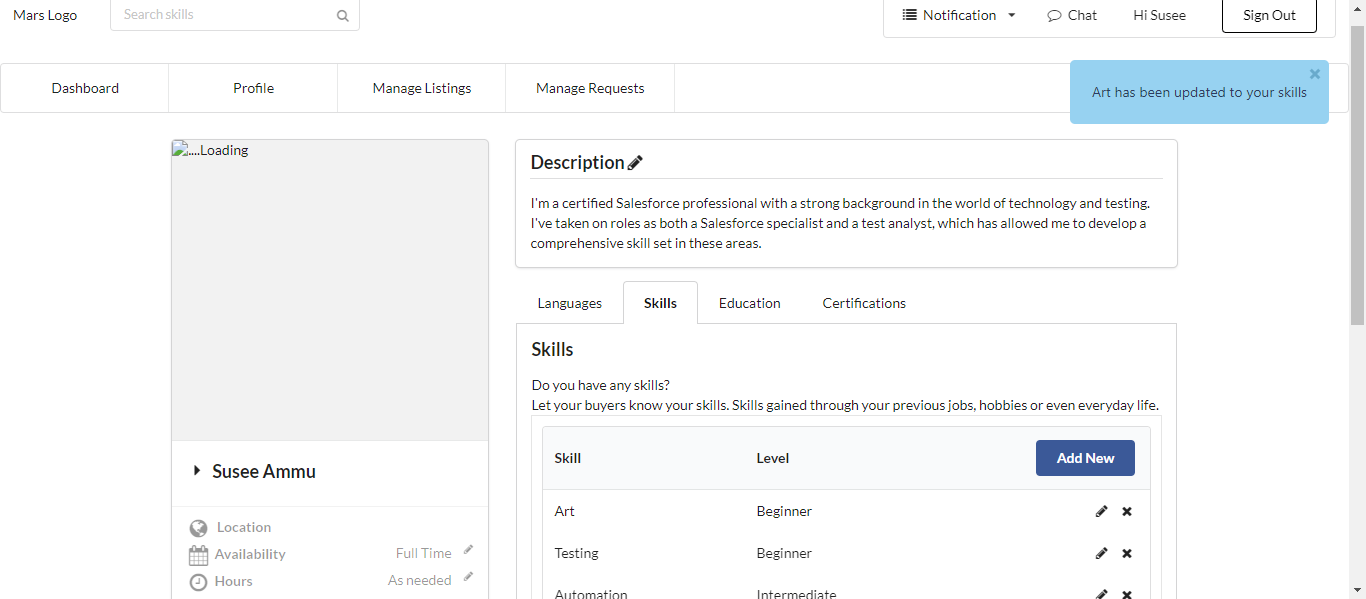 Mars Logo
Search skills
Notification
Chat
Hi Susee
Sign Out
Dashboard
Profile
Manage Listings
Manage Requests
Art has been updated to your skills
....Loading
Description
I'm a certified Salesforce professional with a strong background in the world of technology and testing.
I've taken on roles as both a Salesforce specialist and a test analyst, which has allowed me to develop a
comprehensive skill set in these areas.
Languages
Skills
Education
Certifications
Skills
Do you have any skills?
Let your buyers know your skills. Skills gained through your previous jobs, hobbies or even everyday life.
Skill Level Add New
Art Beginner
Testing Beginner
Automation Intermediate
Susee Ammu
Location
Availability Full Time
Hours As needed